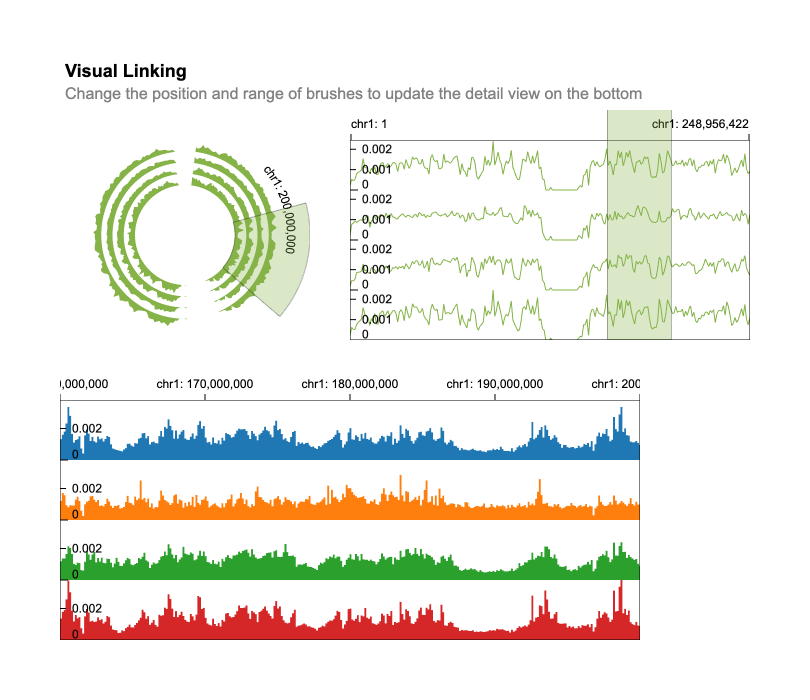 Visual Linking
Change the position and range of brushes to update the detail view on the bottom
chr1: 200,000,000
chr1: 1
chr1: 248,956,422
0.002
0.001
0
0.002
0.001
0
0.002
0.001
0
0.002
0.001
0
0,000,000
chr1: 170,000,000
chr1: 180,000,000
chr1: 190,000,000
chr1: 200
0.002
0
0.002
0
0.002
0
0.002
0